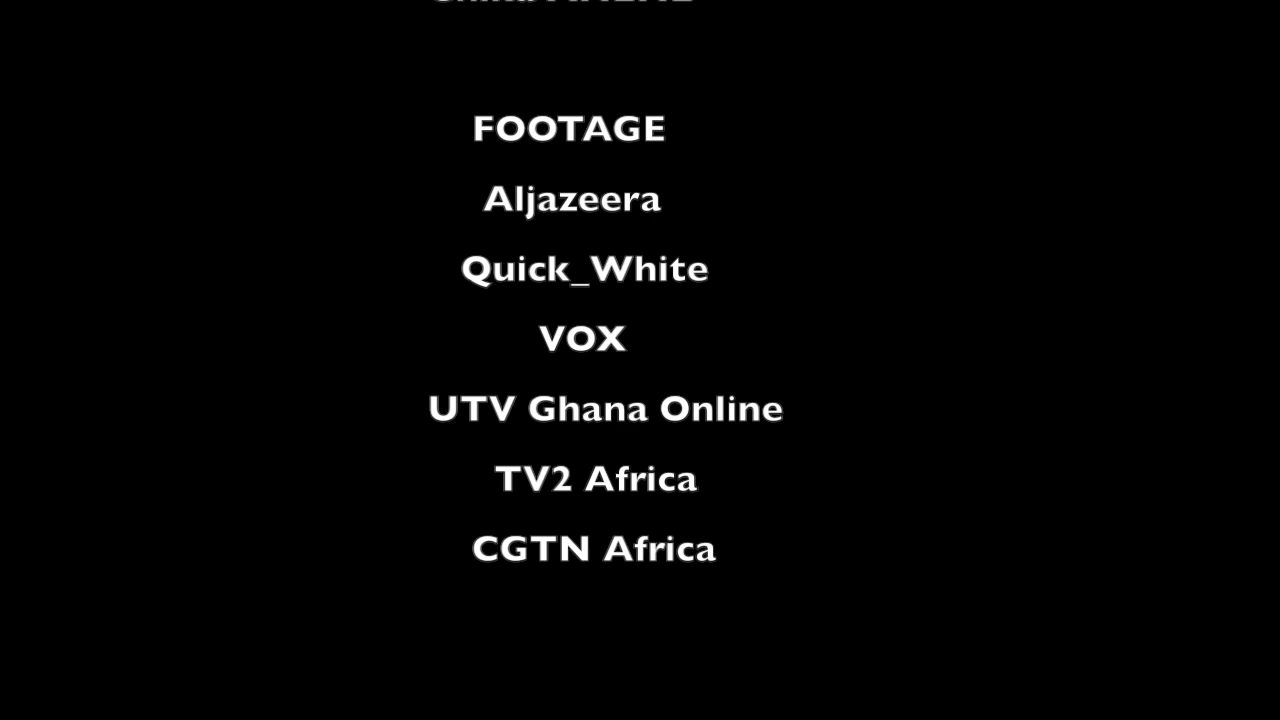 FOOTAGE
Aljazeera
Quick_White
VOX
UTV Ghana Online
TV2 Africa
CGTN Africa